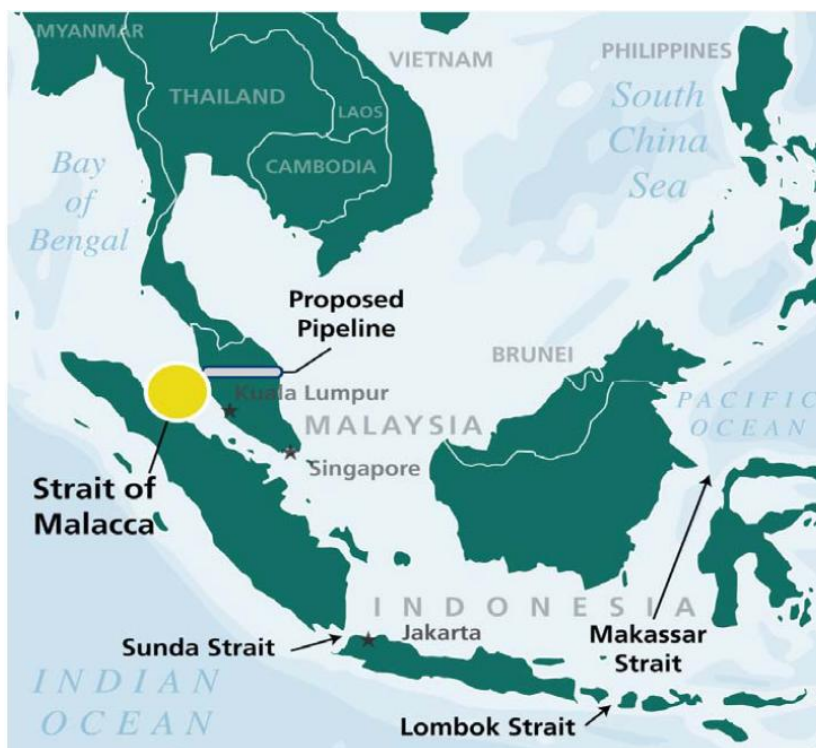 MYANMAR
VIETNAM
PHILIPPINES
THAILAND
LAOS
South
China
Sea
CAMBODIA
Bay
of
Bengal
Proposed
Pipeline
BRUNEI
Kuala Lumpur
MALAYSIA
PACIFIC
OCEAN
Singapore
Strait of
Malacca
INDONESIA
Jakarta
Sunda Strait
Makassar
Strait
INDIAN
OCEAN
Lombok Strait